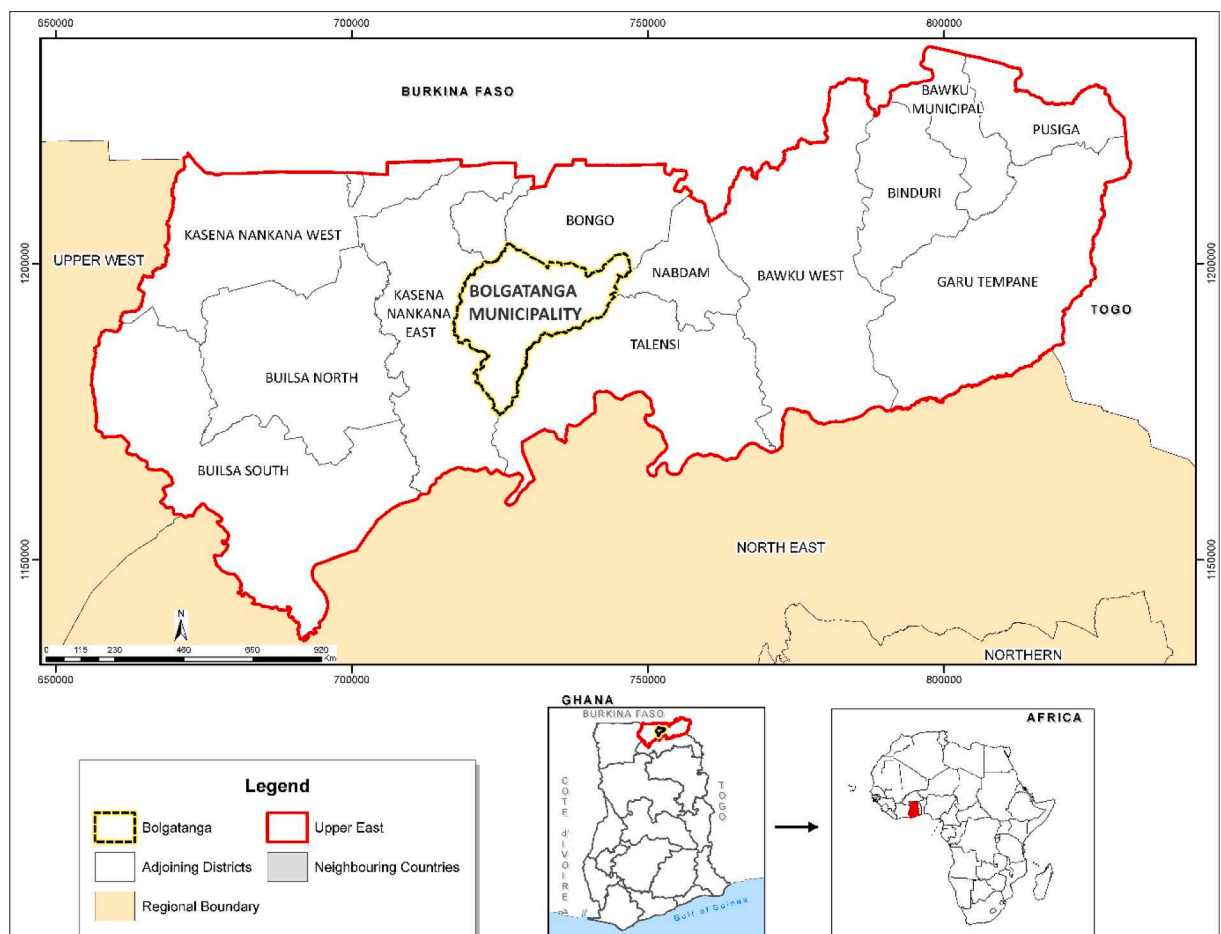 650000
700000
750000
800000
BURKINA FASO
BAWKU
MUNICIPAL
PUSIGA
BINDURI
BONGO
KASENA NANKANA WEST
UPPER WEST
1200000
1200000
KASENA
NANKANA
EAST
BOLGATANGA
MUNICIPALITY
NABDAM
BAWKU WEST
GARU TEMPANE
TOGO
TALENSI
BUILSA NORTH
BUILSA SOUTH
NORTH EAST
1150000
1150000
N
0 115 230 460 690 920
Km
NORTHERN
650000
700000
750000
800000
GHANA
BURKINA FASO
COTE d'IVOIRE
TOGO
Gulf of Guinea
AFRICA
Legend
Bolgatanga
Upper East
Adjoining Districts
Neighbouring Countries
Regional Boundary